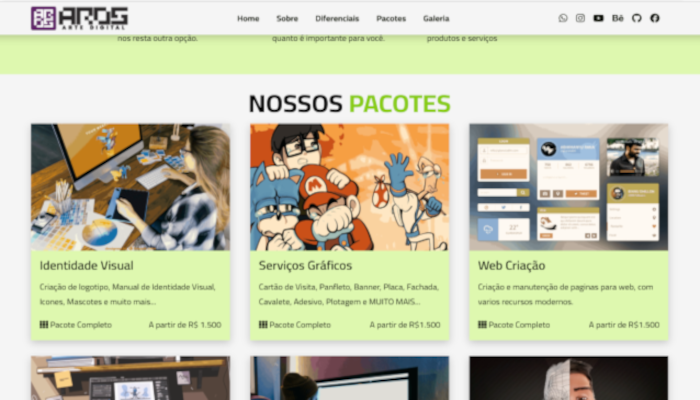 AROS
ARTE DIGITAL
Home Sobre Diferenciais Pacotes Galeria
nos resta outra opção. quanto é importante para você. produtos e serviços
NOSSOS PACOTES
Identidade Visual
Criação de logotipo, Manual de Identidade Visual,
Icones, Mascotes e muito mais...
Pacote Completo A partir de R$ 1.500
Serviços Gráficos
Cartão de Visita, Panfleto, Banner, Placa, Fachada,
Cavalete, Adesivo, Plotagem e MUITO MAIS...
Pacote Completo A partir de R$1.500
Web Criação
Criação e manutenção de paginas para web, com
varios recursos modernos.
Pacote Completo A partir de R$ 1.500